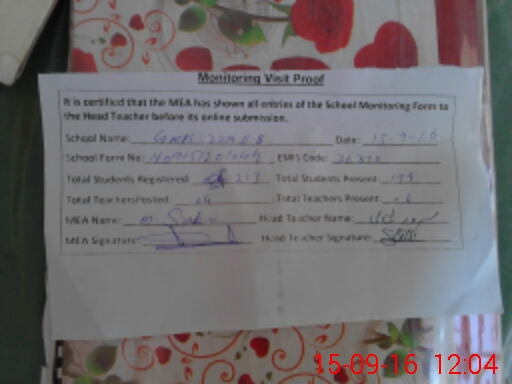 Monitoring Visit Proof
It is certified that the MEA has shown all entries of the School Monitoring Form to
the Head Teacher before its online submission.
School Name: Date: 15-9-16
School Form No: EMIS Code:
Total Students Registered: 213 Total Students Present: 199
Total Teachers Posted: 04 Total Teachers Present:
MEA Name: Head Teacher Name:
MEA Signature: Head Teacher Signature:
15-09-16 12:04